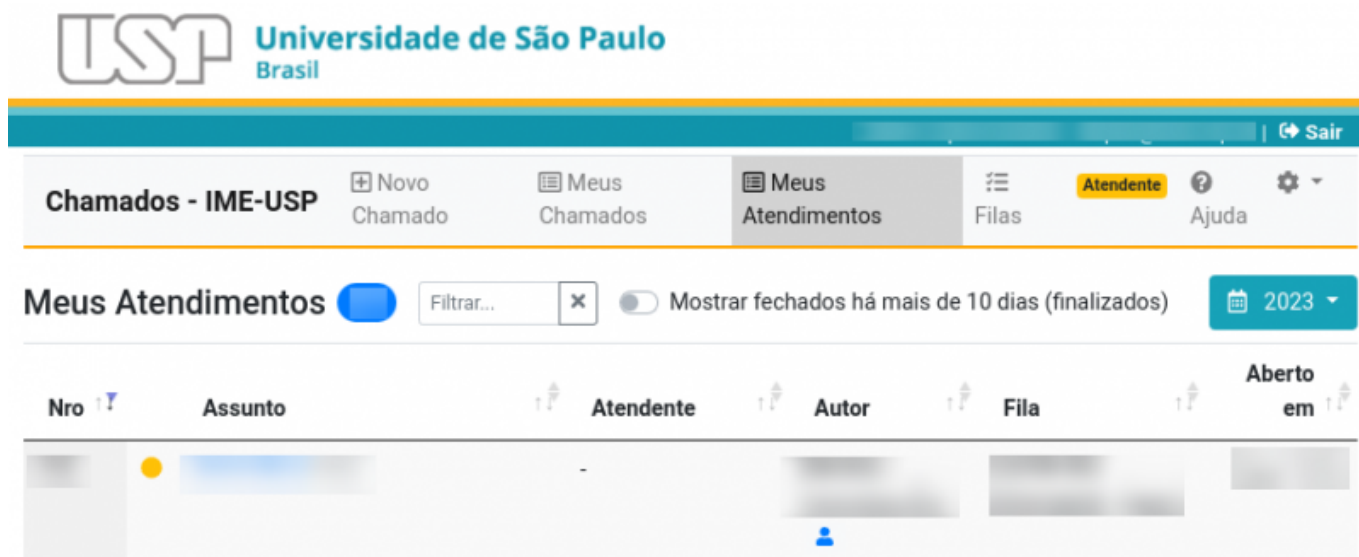 USP
Universidade de São Paulo
Brasil
| Sair
Chamados - IME-USP
Novo Chamado
Meus Chamados
Meus Atendimentos
Filas
Atendente
Ajuda
Meus Atendimentos
Filtrar...
Mostrar fechados há mais de 10 dias (finalizados)
2023
Nro
Assunto
Atendente
Autor
Fila
Aberto em
-